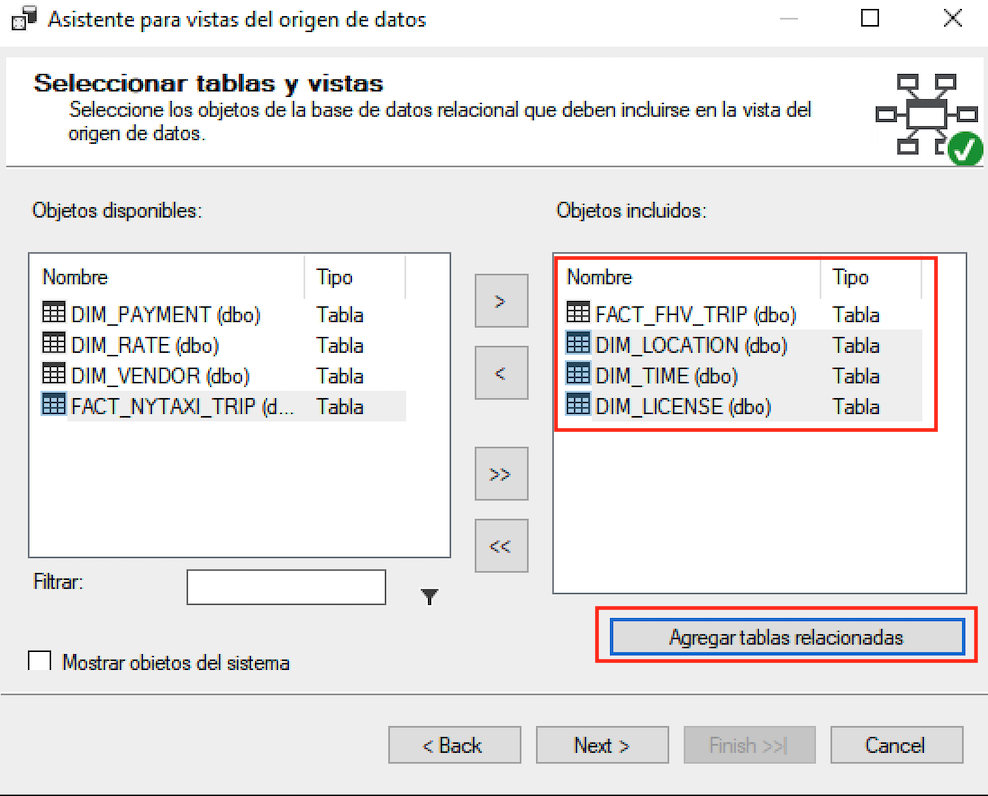 Asistente para vistas del origen de datos
Seleccionar tablas y vistas
Seleccione los objetos de la base de datos relacional que deben incluirse en la vista del
origen de datos.
Objetos disponibles:
Nombre Tipo
DIM_PAYMENT (dbo) Tabla
DIM_RATE (dbo) Tabla
DIM_VENDOR (dbo) Tabla
FACT_NYTAXI_TRIP (d... Tabla
Filtrar:
Mostrar objetos del sistema
>
<
>>
<<
Objetos incluidos:
Nombre Tipo
FACT_FHV_TRIP (dbo) Tabla
DIM_LOCATION (dbo) Tabla
DIM_TIME (dbo) Tabla
DIM_LICENSE (dbo) Tabla
Agregar tablas relacionadas
< Back Next > Finish >>| Cancel